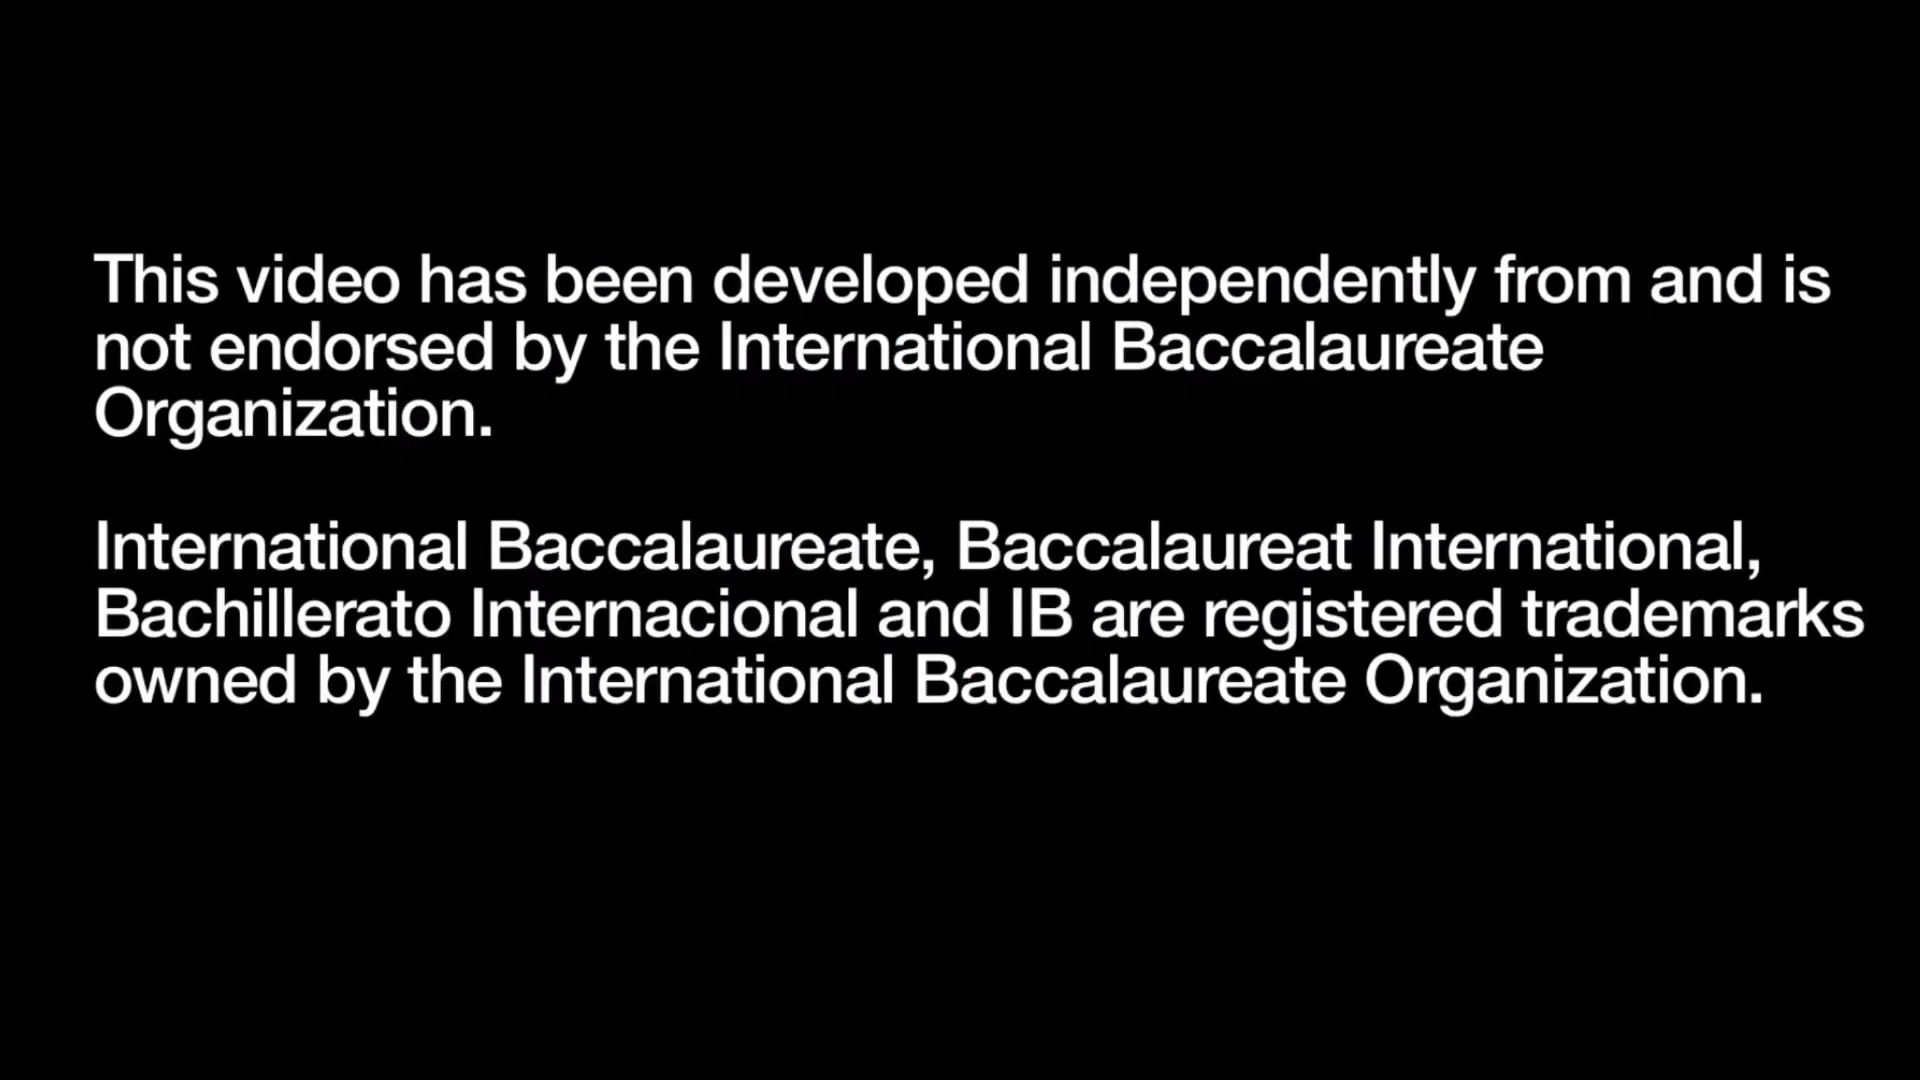 This video has been developed independently from and is
not endorsed by the International Baccalaureate
Organization.
International Baccalaureate, Baccalaureat International,
Bachillerato Internacional and IB are registered trademarks
owned by the International Baccalaureate Organization.